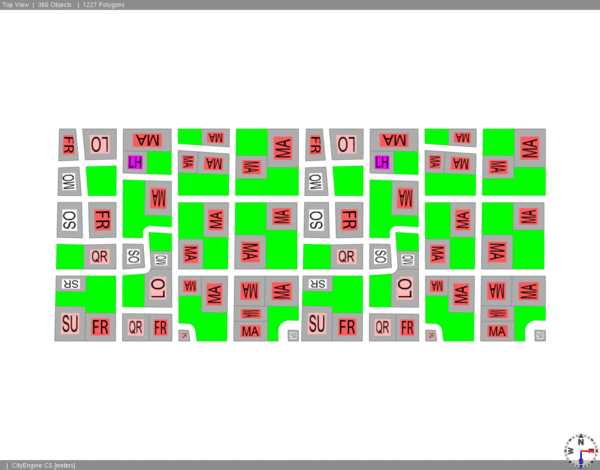 Top View | 360 Objects | 1227 Polygons
FR LO MA MA MA FR LO MA MA MA
LH MA MA MA LH MA MA MA
OW MA OW MA
SO FR MA MA SO FR MA MA
QR SO OW MA MA QR SO OW MA MA
SR LO MA MA MA MA SR LO MA MA MA MA
MA MA
SU FR QR FR MA SU FR QR FR MA
N
W
| CityEngine CS [meters]